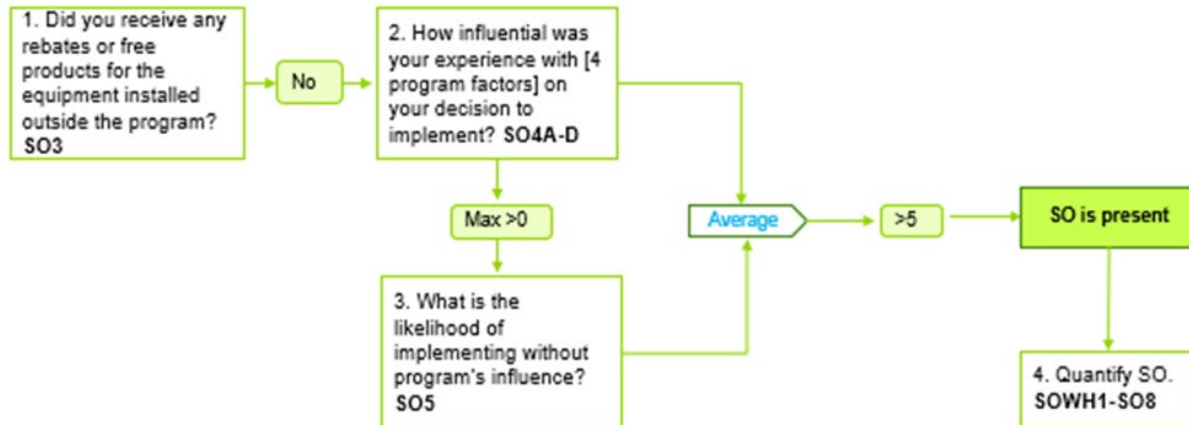 1. Did you receive any
rebates or free
products for the
equipment installed
outside the program?
SO3
No
2. How influential was
your experience with [4
program factors] on
your decision to
implement? SO4A-D
Max >0
3. What is the
likelihood of
implementing without
program's influence?
SO5
Average
>5
SO is present
4. Quantify SO.
SOWH1-SO8